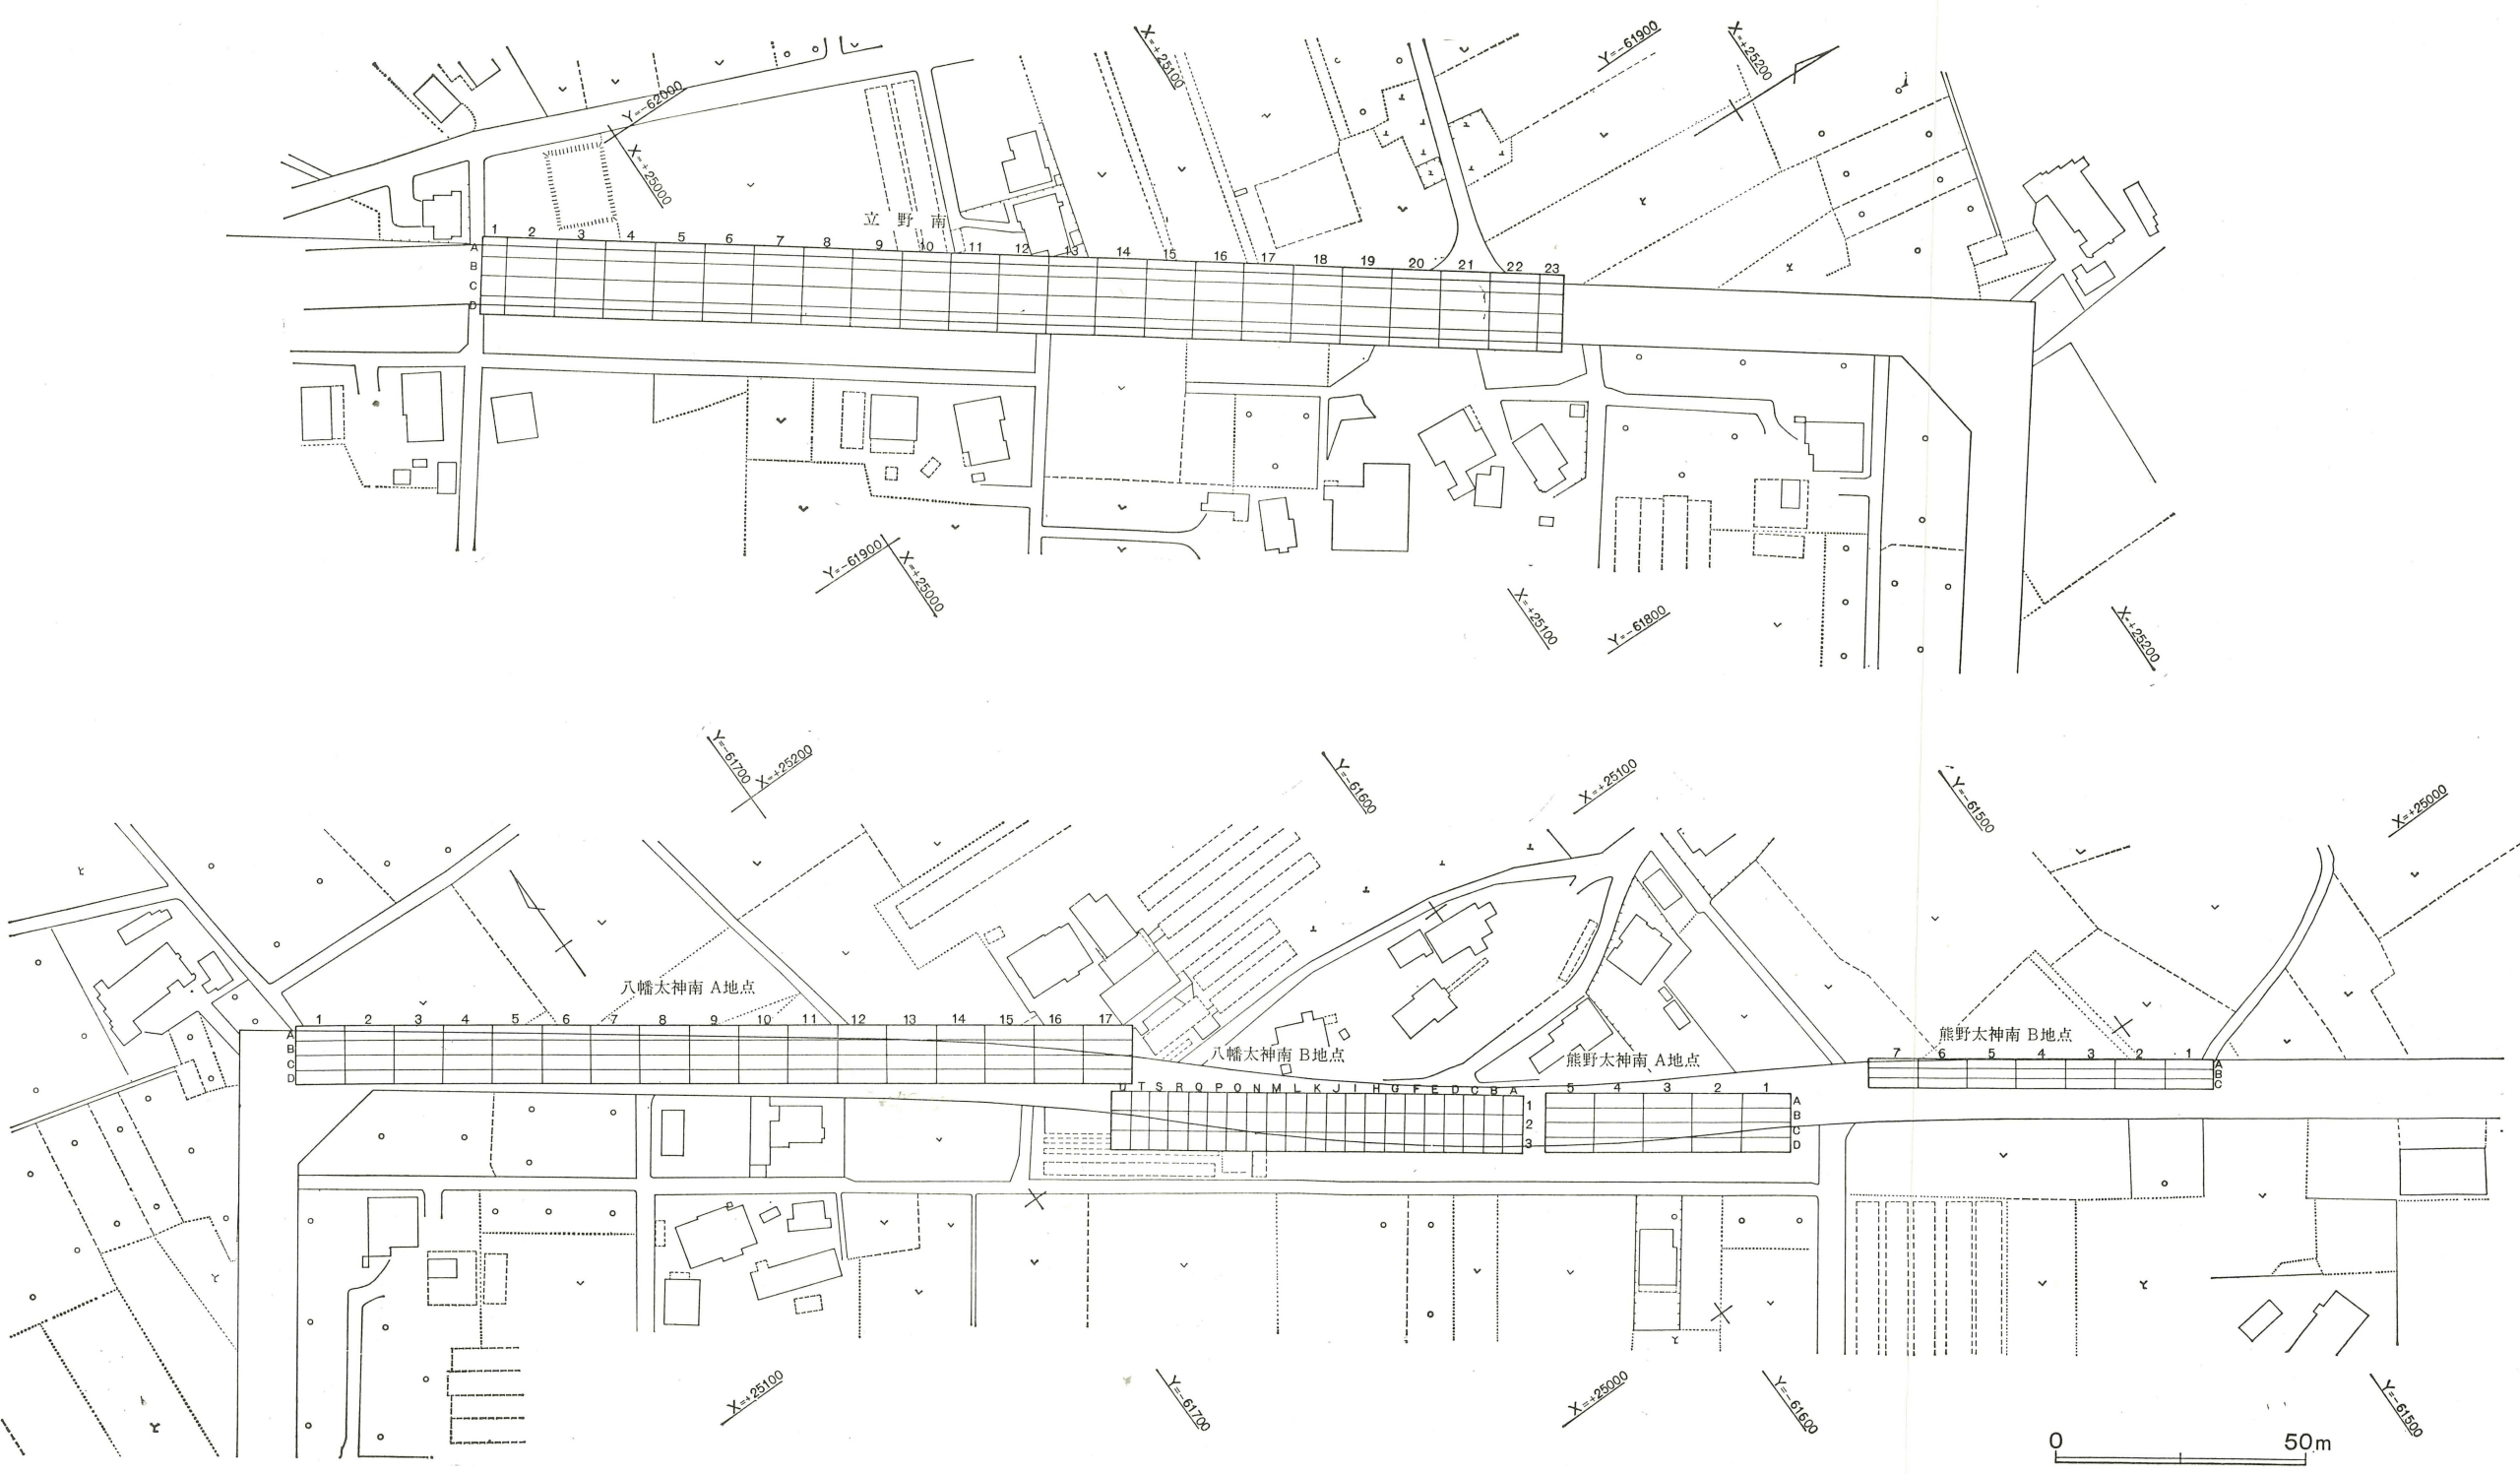 X=+25100
Y=-61900
X=+25200
Y=-62000
X=+25000
立野南
1 2 3 4 5 6 7 8 9 10 11 12 13 14 15 16 17 18 19 20 21 22 23
A
B
C
D
Y=-61900
X=+25000
X=+25100
Y=-61800
X=+25200
Y=-61700
X=+25200
Y=-61600
X=+25100
Y=-61500
X=+25000
八幡太神南 A地点
1 2 3 4 5 6 7 8 9 10 11 12 13 14 15 16 17
A
B
C
D
八幡太神南 B地点
U T S R Q P O N M L K J I H G F E D C B A
1
2
3
熊野太神南 A地点
5 4 3 2 1
A
B
C
D
熊野太神南 B地点
7 6 5 4 3 2 1
A
B
C
X=+25100
Y=-61700
X=+25000
Y=-61600
Y=-61500
0 50m